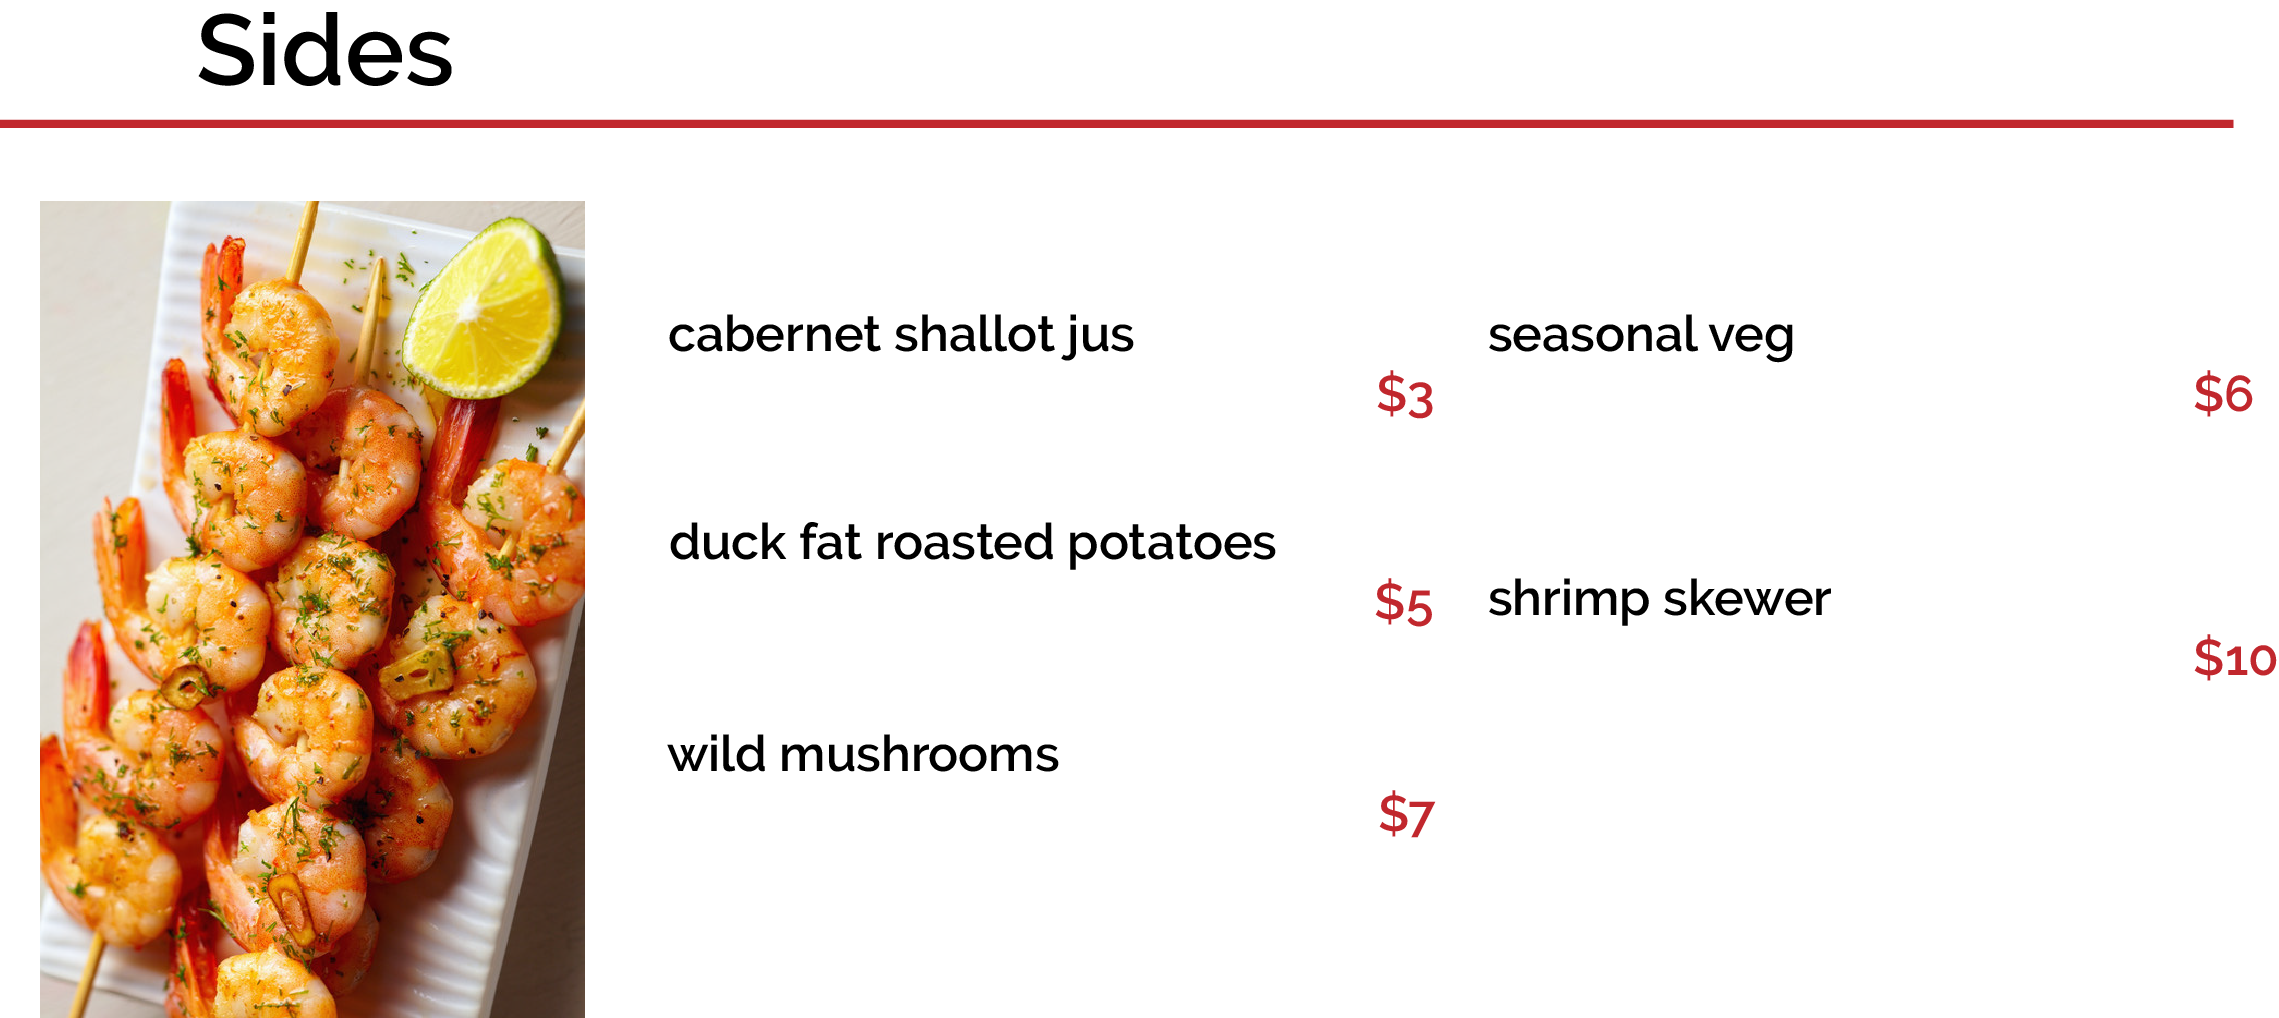 Sides
cabernet shallot jus
$3
duck fat roasted potatoes
$5
wild mushrooms
$7
seasonal veg
$6
shrimp skewer
$10